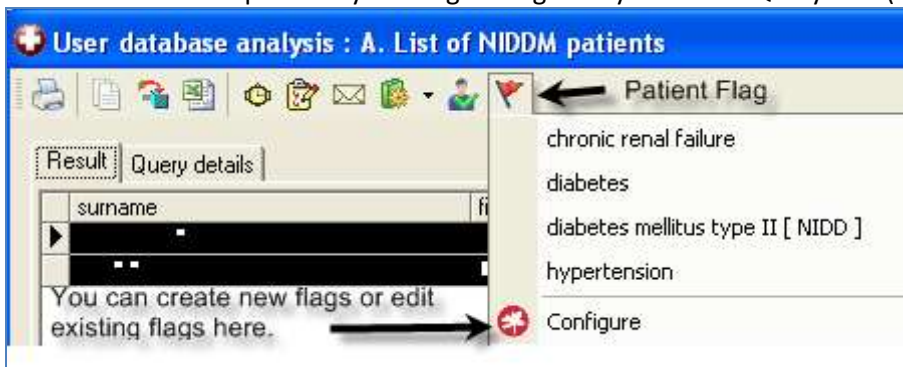 User database analysis : A. List of NIDDM patients
Patient Flag
chronic renal failure
Result Query details
diabetes
surname
diabetes mellitus type II [ NIDD ]
hypertension
You can create new flags or edit
existing flags here.
Configure